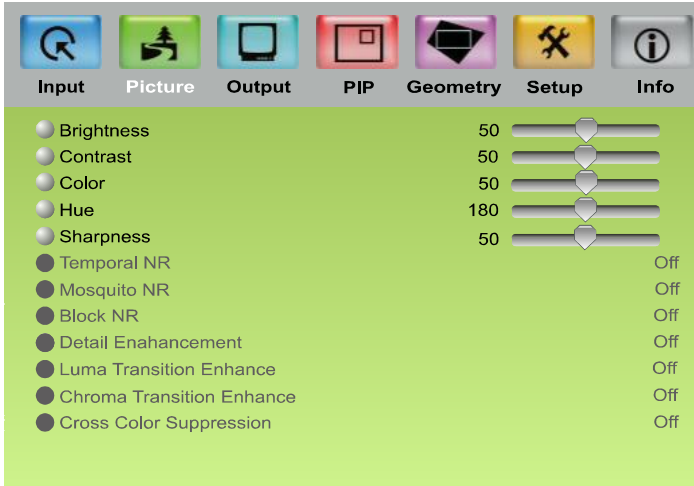 Input Picture Output PIP Geometry Setup Info
Brightness 50
Contrast 50
Color 50
Hue 180
Sharpness 50
Temporal NR Off
Mosquito NR Off
Block NR Off
Detail Enahancement Off
Luma Transition Enhance Off
Chroma Transition Enhance Off
Cross Color Suppression Off